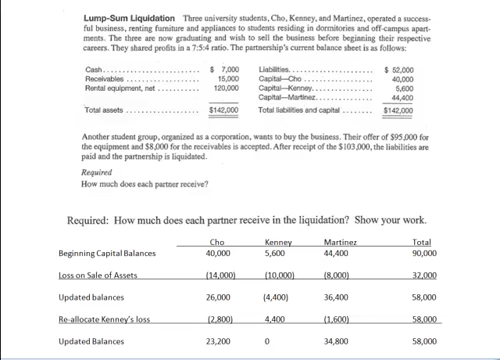 Lump-Sum Liquidation Three university students, Cho, Kenney, and Martinez, operated a success-
ful business, renting furniture and appliances to students residing in dormitories and off-campus apart-
ments. The three are now graduating and wish to sell the business before beginning their respective
careers. They shared profits in a 7:5:4 ratio. The partnership's current balance sheet is as follows:
Cash........................ $ 7,000 Liabilities.................... $ 52,000
Receivables .................... 15,000 Capital—Cho ................. 40,000
Rental equipment, net ........... 120,000 Capital—Kenney............... 5,600
Capital—Martinez.............. 44,400
Total assets .................... $142,000 Total liabilities and capital ........ $142,000
Another student group, organized as a corporation, wants to buy the business. Their offer of $95,000 for
the equipment and $8,000 for the receivables is accepted. After receipt of the $103,000, the liabilities are
paid and the partnership is liquidated.
Required
How much does each partner receive?
Required: How much does each partner receive in the liquidation? Show your work.
Cho Kenney Martinez Total
Beginning Capital Balances 40,000 5,600 44,400 90,000
Loss on Sale of Assets (14,000) (10,000) (8,000) 32,000
Updated balances 26,000 (4,400) 36,400 58,000
Re-allocate Kenney's loss (2,800) 4,400 (1,600) 58,000
Updated Balances 23,200 0 34,800 58,000